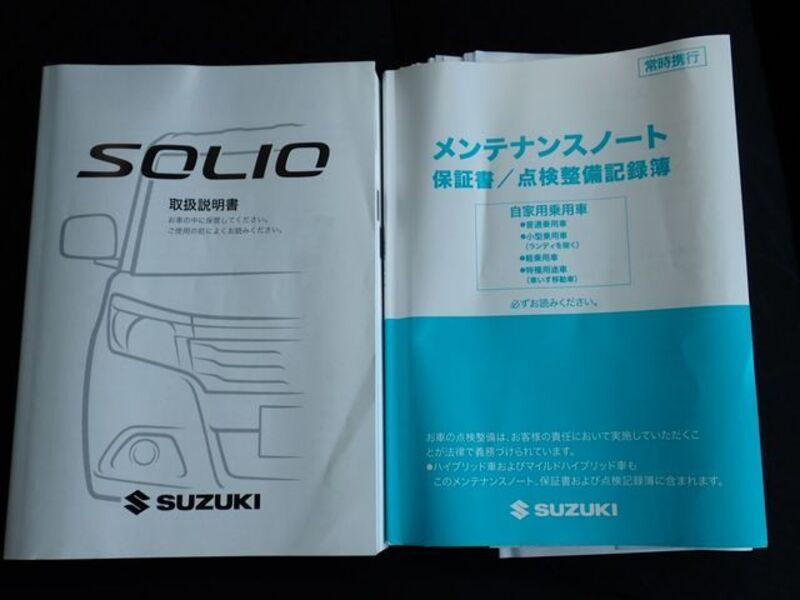 SOLIO
取扱説明書
お車の中に保管してください。
ご使用の前によくお読みください。
SUZUKI
常時携行
メンテナンスノート
保証書／点検整備記録簿
自家用乗用車
●普通乗用車
●小型乗用車
（ランディを除く）
●軽乗用車
●特種用途車
（車いす移動車）
必ずお読みください。
お車の点検整備は、お客様の責任において実施していただくこ
とが法律で義務づけられています。
●ハイブリッド車およびマイルドハイブリッド車も
このメンテナンスノート、保証書および点検記録簿に含まれます。
SUZUKI